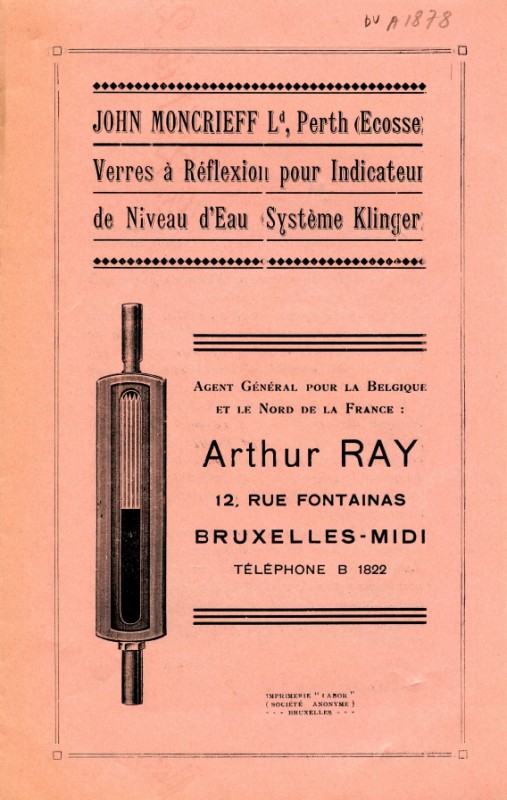 DV A 1878
JOHN MONCRIEFF Lᵈ, Perth (Ecosse)
Verres à Réflexion pour Indicateur
de Niveau d'Eau (Système Klinger)
AGENT GÉNÉRAL POUR LA BELGIQUE
ET LE NORD DE LA FRANCE :
Arthur RAY
12, RUE FONTAINAS
BRUXELLES-MIDI
TÉLÉPHONE B 1822
IMPRIMERIE "LABOR"
(SOCIÉTÉ ANONYME)
- - - BRUXELLES - - -